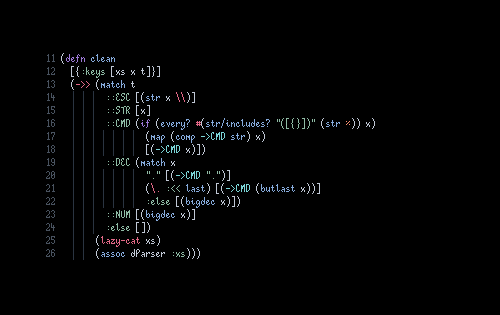 11 (defn clean
12   [{:keys [xs x t]}]
13   (->> (match t
14          ::ESC [(str x \\)]
15          ::STR [x]
16          ::CMD (if (every? #(str/includes? "([{}])" (str %)) x)
17                  (map (comp ->CMD str) x)
18                  [(->CMD x)])
19          ::DEC (match x
20                  "." [(->CMD ".")]
21                  (\. :<< last) [(->CMD (butlast x))]
22                  :else [(bigdec x)])
23          ::NUM [(bigdec x)]
24          :else [])
25        (lazy-cat xs)
26        (assoc dParser :xs)))